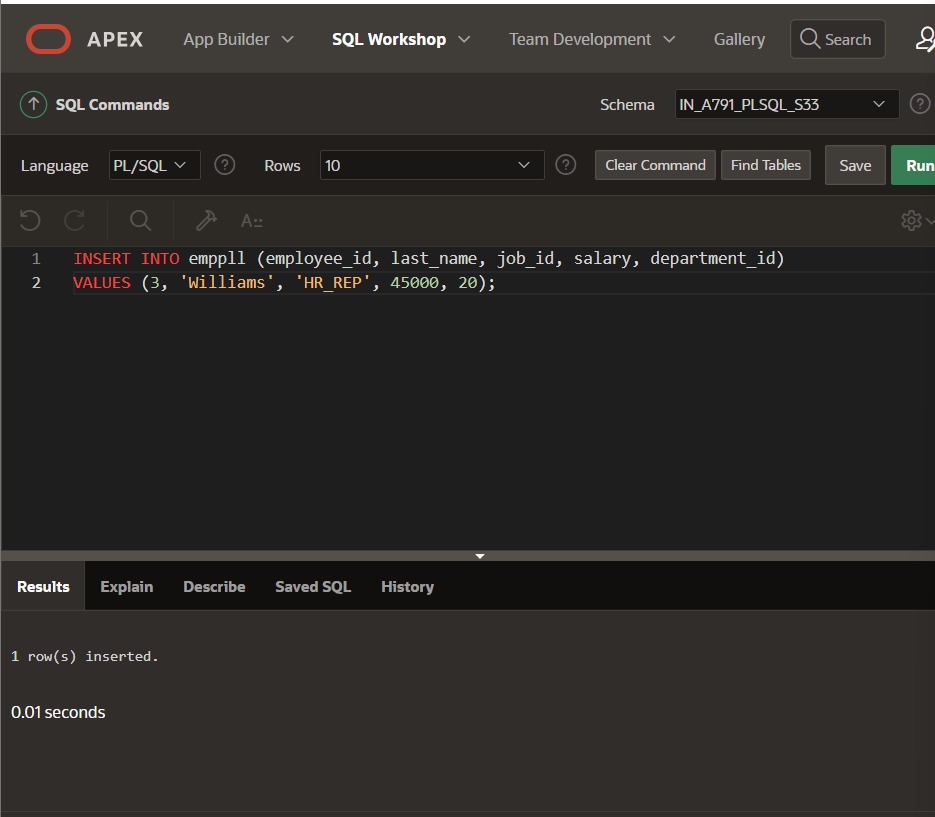 APEX App Builder SQL Workshop Team Development Gallery Search
SQL Commands Schema IN_A791_PLSQL_S33 ?
Language PL/SQL ? Rows 10 ? Clear Command Find Tables Save Run
A::
1 INSERT INTO emppll (employee_id, last_name, job_id, salary, department_id)
2 VALUES (3, 'Williams', 'HR_REP', 45000, 20);
Results Explain Describe Saved SQL History
1 row(s) inserted.
0.01 seconds